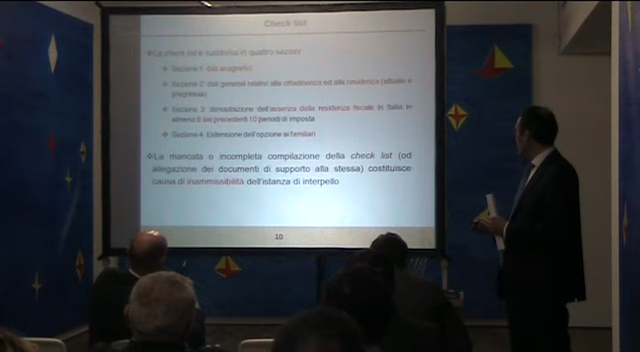 Check list
La check list è suddivisa in quattro sezioni
Sezione 1: dati anagrafici
Sezione 2: dati generali relativi alla cittadinanza ed alla residenza (attuale e
pregressa)
Sezione 3: dimostrazione dell'assenza della residenza fiscale in Italia in
almeno 9 dei precedenti 10 periodi di imposta
Sezione 4: Estensione dell'opzione ai familiari
La mancata o incompleta compilazione della check list (od
allegazione dei documenti di supporto alla stessa) costituisce
causa di inammissibilità dell'istanza di interpello
10